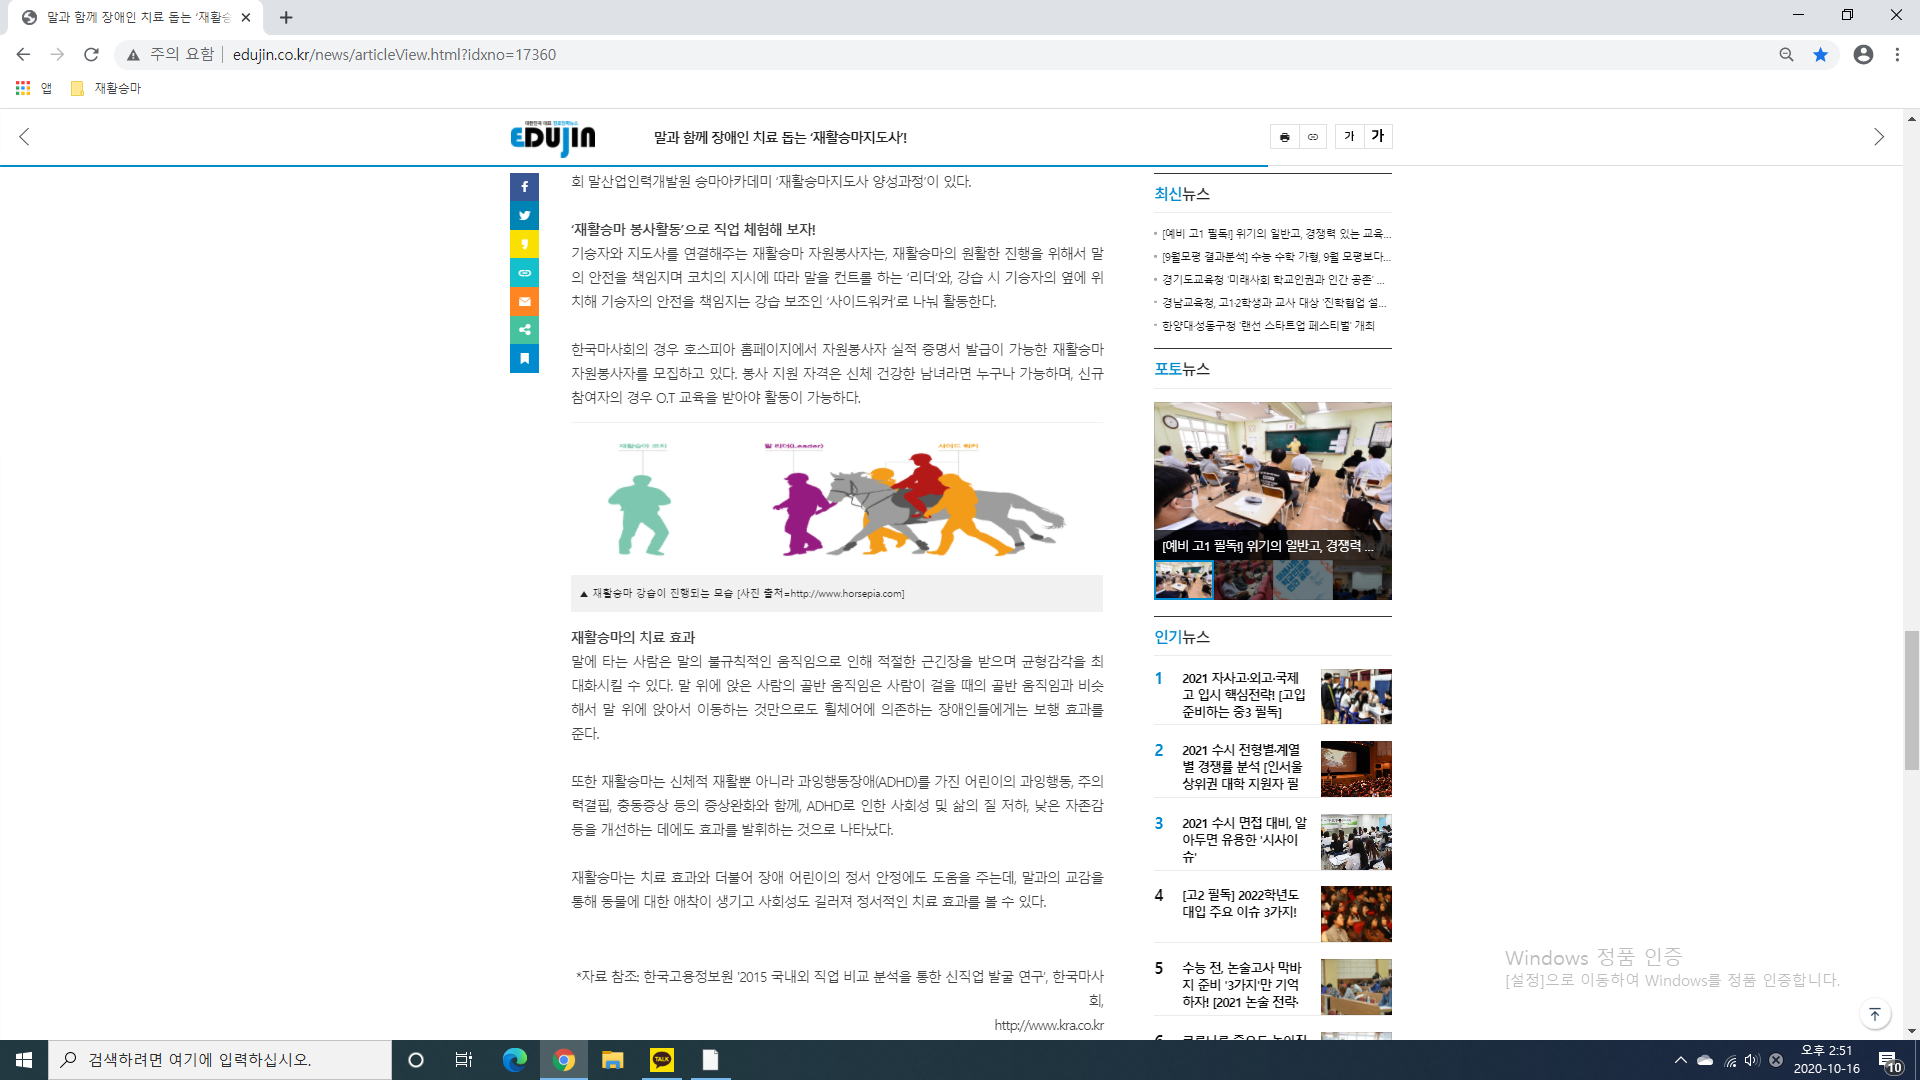 말과 함께 장애인 치료 돕는 '재활승
주의 요함
edujin.co.kr/news/articleView.html?idxno=17360
앱
재활승마
대한민국 대표 진로진학뉴스
EDUJIN
말과 함께 장애인 치료 돕는 ‘재활승마지도사’!
가 가
회 말산업인력개발원 승마아카데미 ‘재활승마지도사 양성과정’이 있다.
‘재활승마 봉사활동’으로 직업 체험해 보자!
기승자와 지도사를 연결해주는 재활승마 자원봉사자는, 재활승마의 원활한 진행을 위해서 말
의 안전을 책임지며 코치의 지시에 따라 말을 컨트롤 하는 ‘리더’와, 강습 시 기승자의 옆에 위
치해 기승자의 안전을 책임지는 강습 보조인 ‘사이드워커’로 나눠 활동한다.
한국마사회의 경우 호스피아 홈페이지에서 자원봉사자 실적 증명서 발급이 가능한 재활승마
자원봉사자를 모집하고 있다. 봉사 지원 자격은 신체 건강한 남녀라면 누구나 가능하며, 신규
참여자의 경우 O.T 교육을 받아야 활동이 가능하다.
재활승마 코치
말 리더(Leader)
사이드 워커
▲ 재활승마 강습이 진행되는 모습 [사진 출처=http://www.horsepia.com]
재활승마의 치료 효과
말에 타는 사람은 말의 불규칙적인 움직임으로 인해 적절한 근긴장을 받으며 균형감각을 최
대화시킬 수 있다. 말 위에 앉은 사람의 골반 움직임은 사람이 걸을 때의 골반 움직임과 비슷
해서 말 위에 앉아서 이동하는 것만으로도 휠체어에 의존하는 장애인들에게는 보행 효과를
준다.
또한 재활승마는 신체적 재활뿐 아니라 과잉행동장애(ADHD)를 가진 어린이의 과잉행동, 주의
력결핍, 충동증상 등의 증상완화와 함께, ADHD로 인한 사회성 및 삶의 질 저하, 낮은 자존감
등을 개선하는 데에도 효과를 발휘하는 것으로 나타났다.
재활승마는 치료 효과와 더불어 장애 어린이의 정서 안정에도 도움을 주는데, 말과의 교감을
통해 동물에 대한 애착이 생기고 사회성도 길러져 정서적인 치료 효과를 볼 수 있다.
*자료 참조: 한국고용정보원 '2015 국내외 직업 비교 분석을 통한 신직업 발굴 연구', 한국마사
회,
http://www.kra.co.kr
최신뉴스
[예비 고1 필독!] 위기의 일반고, 경쟁력 있는 교육...
[9월모평 결과분석] 수능 수학 가형, 9월 모평보다...
경기도교육청 '미래사회 학교인권과 인간 공존' ...
경남교육청, 고1·2학생과 교사 대상 '진학협업 설...
한양대·성동구청 '랜선 스타트업 페스티벌' 개최
포토뉴스
[예비 고1 필독!] 위기의 일반고, 경쟁력 ...
인기뉴스
1 2021 자사고·외고·국제
고 입시 핵심전략! [고입
준비하는 중3 필독]
2 2021 수시 전형별·계열
별 경쟁률 분석 [인서울
상위권 대학 지원자 필
3 2021 수시 면접 대비, 알
아두면 유용한 '시사이
슈'
4 [고2 필독] 2022학년도
대입 주요 이슈 3가지!
5 수능 전, 논술고사 막바
지 준비 '3가지'만 기억
하자! [2021 논술 전략·
Windows 정품 인증
[설정]으로 이동하여 Windows를 정품 인증합니다.
검색하려면 여기에 입력하십시오.
TALK
오후 2:51
2020-10-16
10